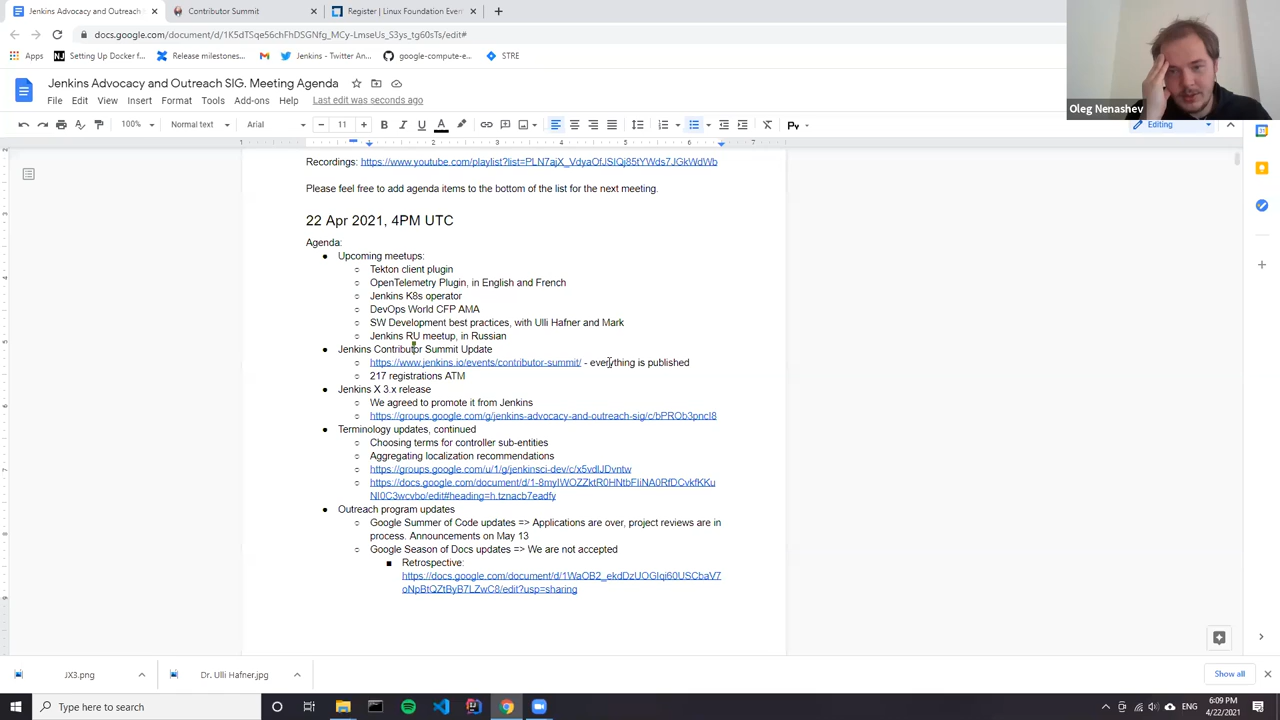 Jenkins Advocacy and Outreach S
Contributor Summit
Register | Linux Foundation Even
docs.google.com/document/d/1K5dTSqe56chFhDSGNfg_MCy-LmseUs_S3ys_tg60sTs/edit#
Apps
Setting Up Docker f...
Release milestones...
Jenkins - Twitter An...
google-compute-e...
STRE
Oleg Nenashev
Jenkins Advocacy and Outreach SIG. Meeting Agenda
File Edit View Insert Format Tools Add-ons Help Last edit was seconds ago
100% Normal text Arial 11 Editing
Recordings: https://www.youtube.com/playlist?list=PLN7ajX_VdyaOfJSIQj85tYWds7JGkWdWb
Please feel free to add agenda items to the bottom of the list for the next meeting.
22 Apr 2021, 4PM UTC
Agenda:
Upcoming meetups:
Tekton client plugin
OpenTelemetry Plugin, in English and French
Jenkins K8s operator
DevOps World CFP AMA
SW Development best practices, with Ulli Hafner and Mark
Jenkins RU meetup, in Russian
Jenkins Contributor Summit Update
https://www.jenkins.io/events/contributor-summit/ - everything is published
217 registrations ATM
Jenkins X 3.x release
We agreed to promote it from Jenkins
https://groups.google.com/g/jenkins-advocacy-and-outreach-sig/c/bPROb3pncI8
Terminology updates, continued
Choosing terms for controller sub-entities
Aggregating localization recommendations
https://groups.google.com/u/1/g/jenkinsci-dev/c/x5vdlJDvntw
https://docs.google.com/document/d/1-8myIWOZZktR0HNtbFIiNA0RfDCvkfKKu
NI0C3wcvbo/edit#heading=h.tznacb7eadfy
Outreach program updates
Google Summer of Code updates => Applications are over, project reviews are in
process. Announcements on May 13
Google Season of Docs updates => We are not accepted
Retrospective:
https://docs.google.com/document/d/1WaOB2_ekdDzUOGIqj60USCbaV7
oNpBtQZtByB7LZwC8/edit?usp=sharing
JX3.png
Dr. Ulli Hafner.jpg
Show all
Type here to search
ENG
6:09 PM
4/22/2021